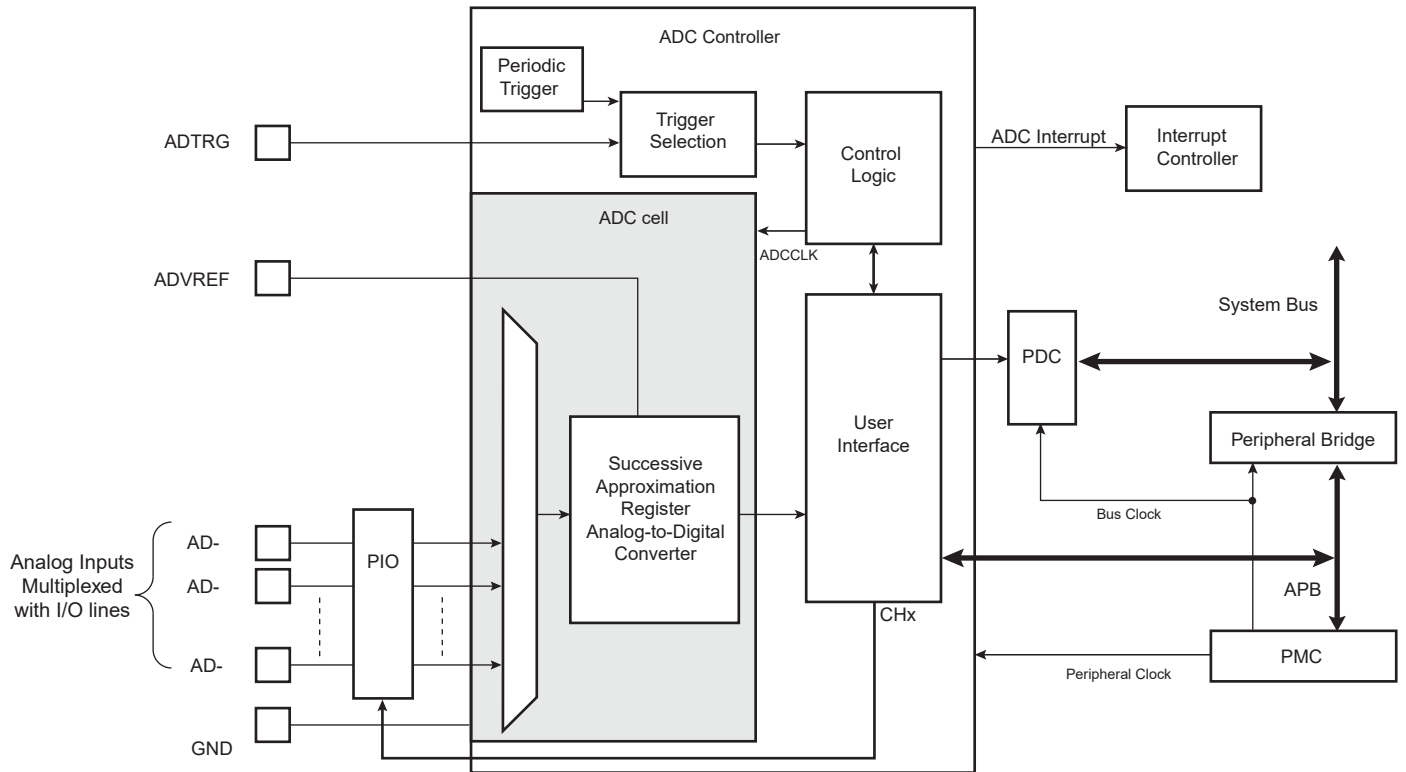 ADC Controller
Periodic
Trigger
Trigger
Selection
Control
Logic
ADTRG
ADC Interrupt
Interrupt
Controller
ADC cell
ADCCLK
ADVREF
System Bus
PDC
User
Interface
Peripheral Bridge
Successive
Approximation
Register
Analog-to-Digital
Converter
Bus Clock
Analog Inputs
Multiplexed
with I/O lines
AD-
AD-
AD-
PIO
APB
CHx
PMC
Peripheral Clock
GND